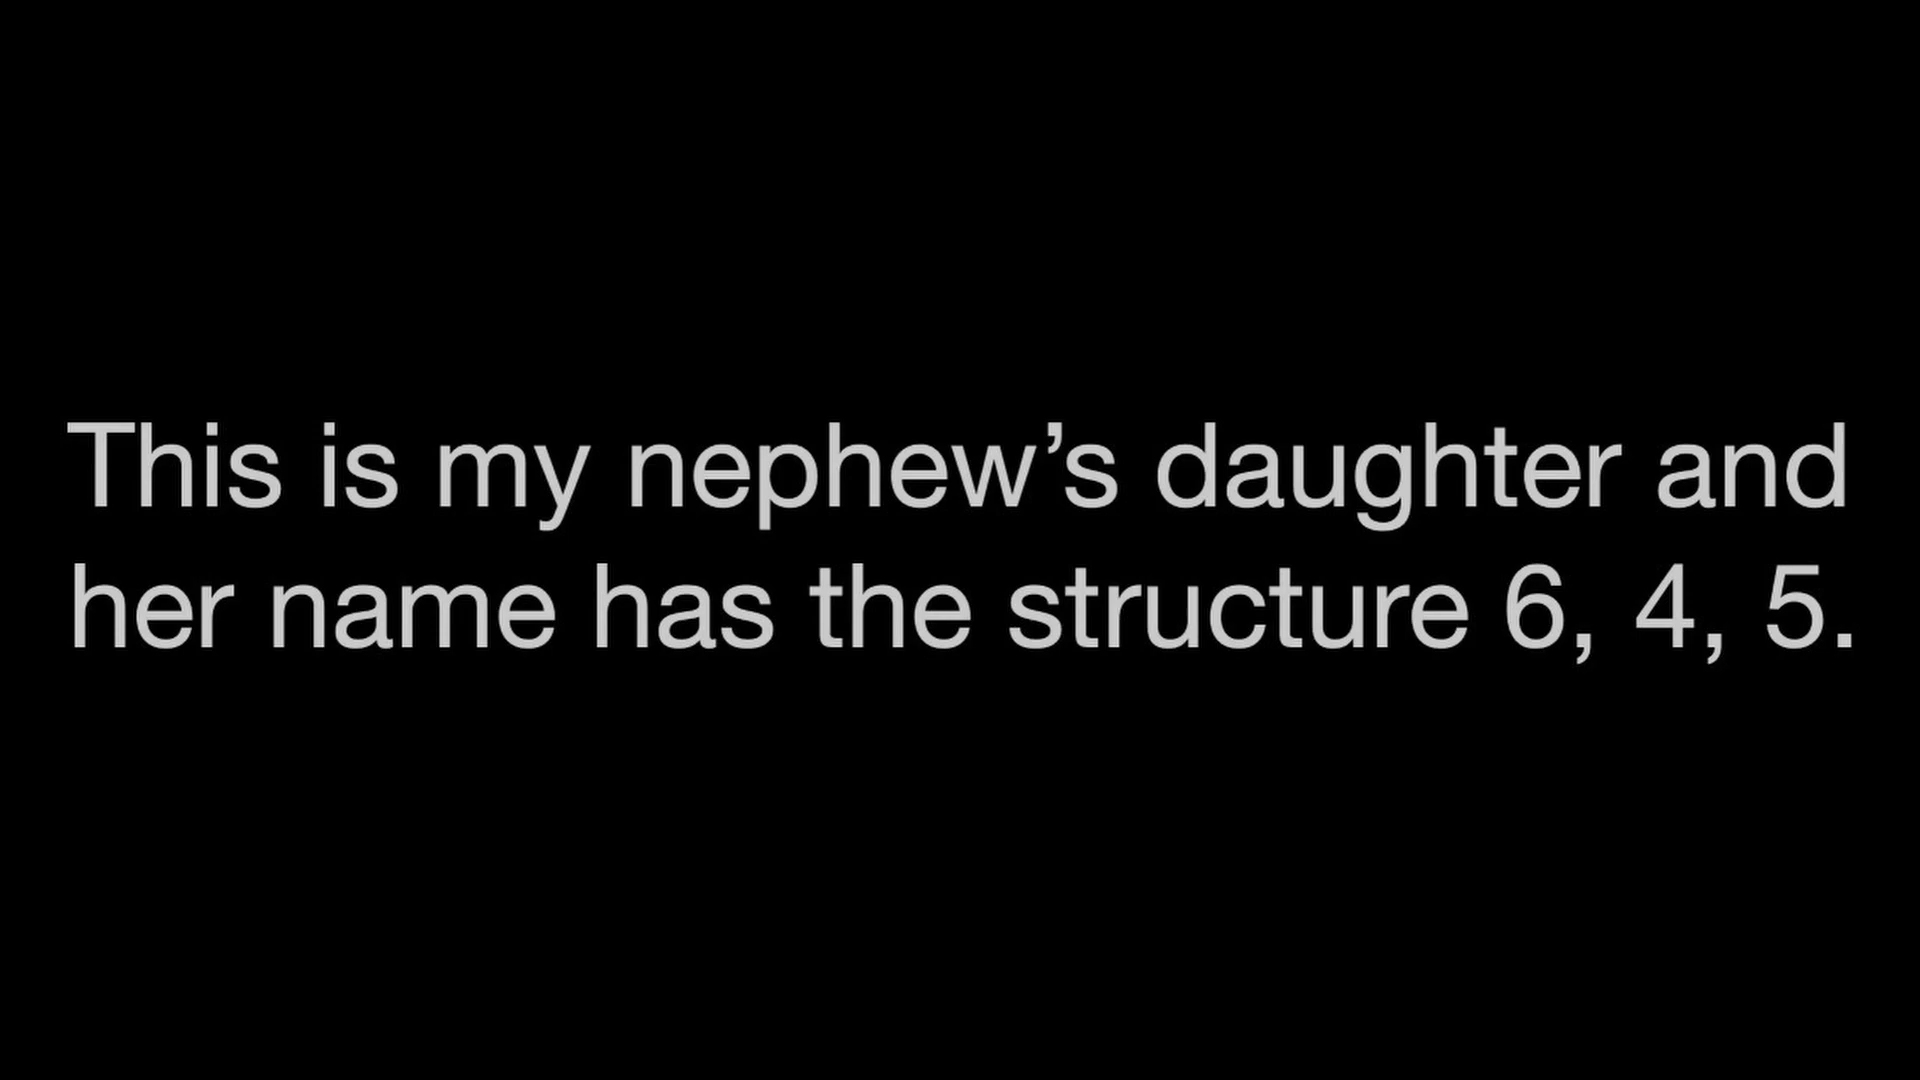 This is my nephew’s daughter and
her name has the structure 6, 4, 5.